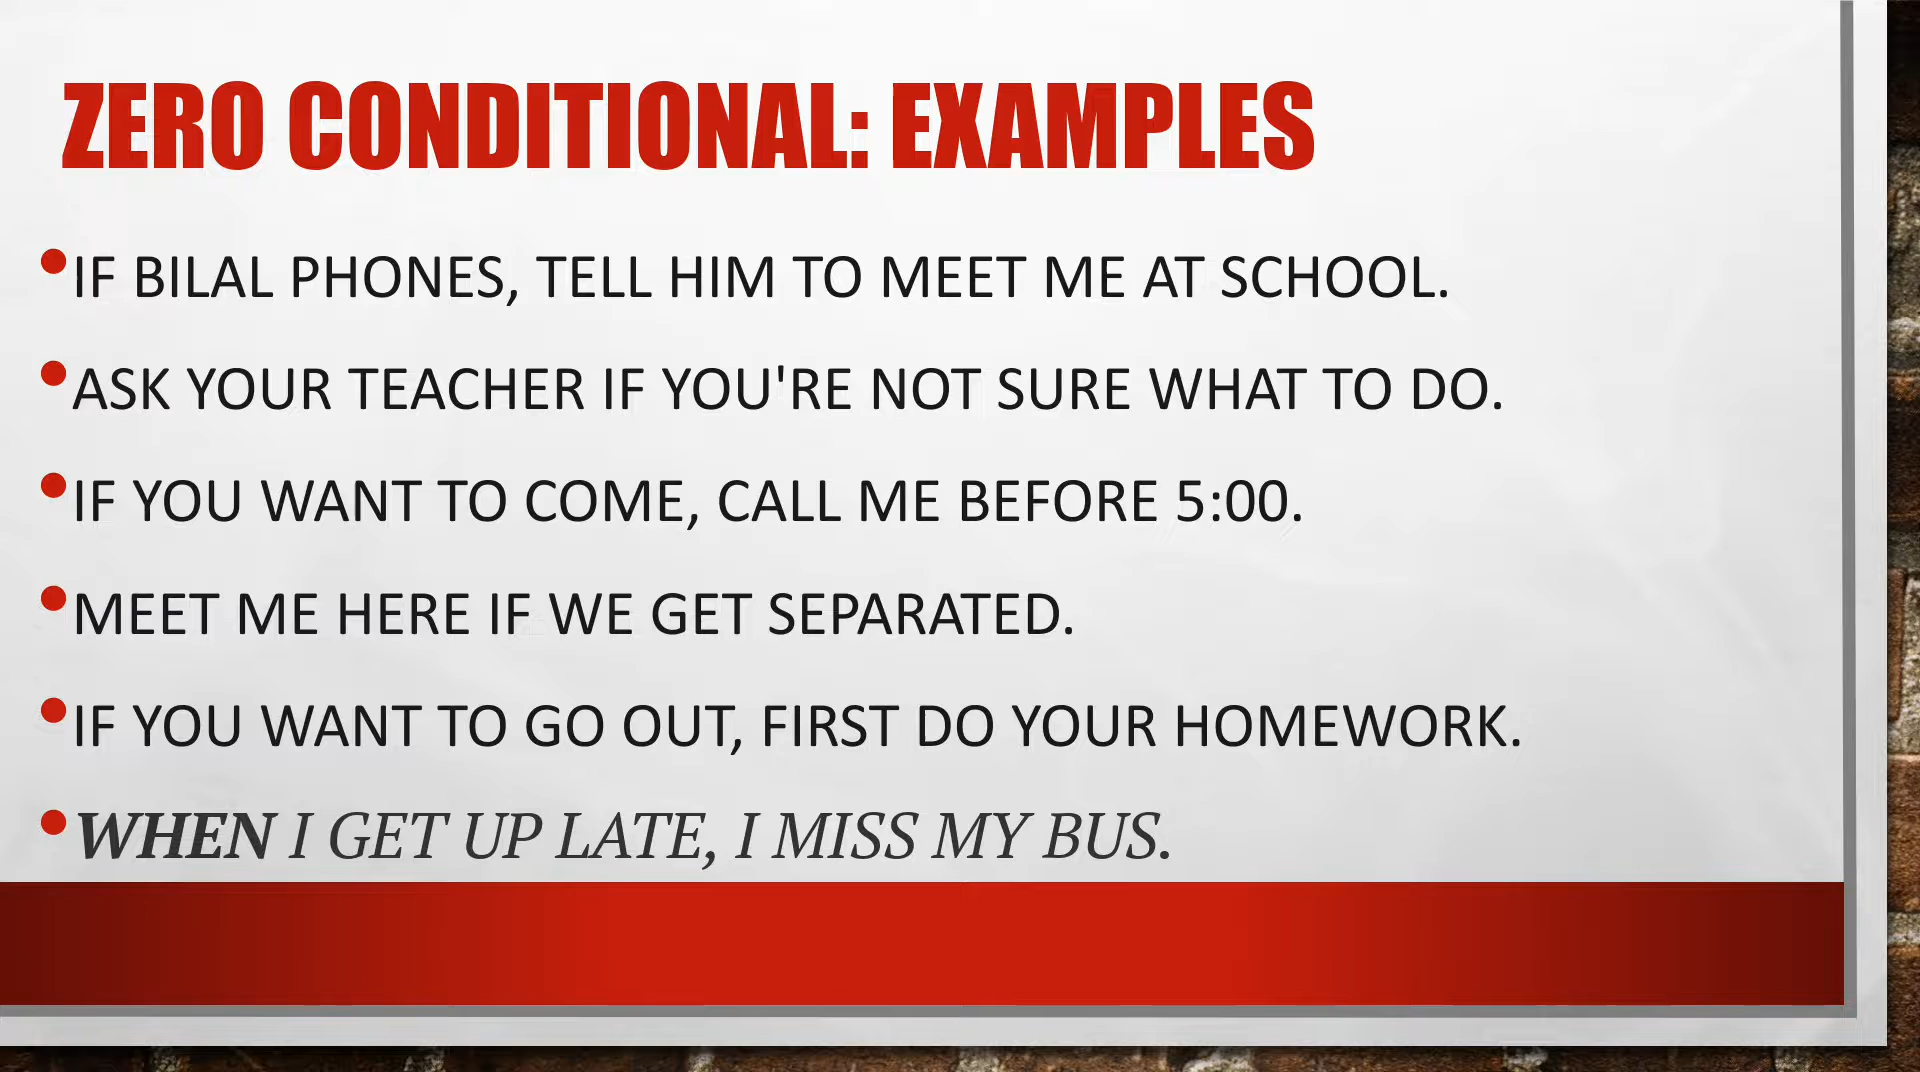 ZERO CONDITIONAL: EXAMPLES
•IF BILAL PHONES, TELL HIM TO MEET ME AT SCHOOL.
•ASK YOUR TEACHER IF YOU'RE NOT SURE WHAT TO DO.
•IF YOU WANT TO COME, CALL ME BEFORE 5:00.
•MEET ME HERE IF WE GET SEPARATED.
•IF YOU WANT TO GO OUT, FIRST DO YOUR HOMEWORK.
•WHEN I GET UP LATE, I MISS MY BUS.